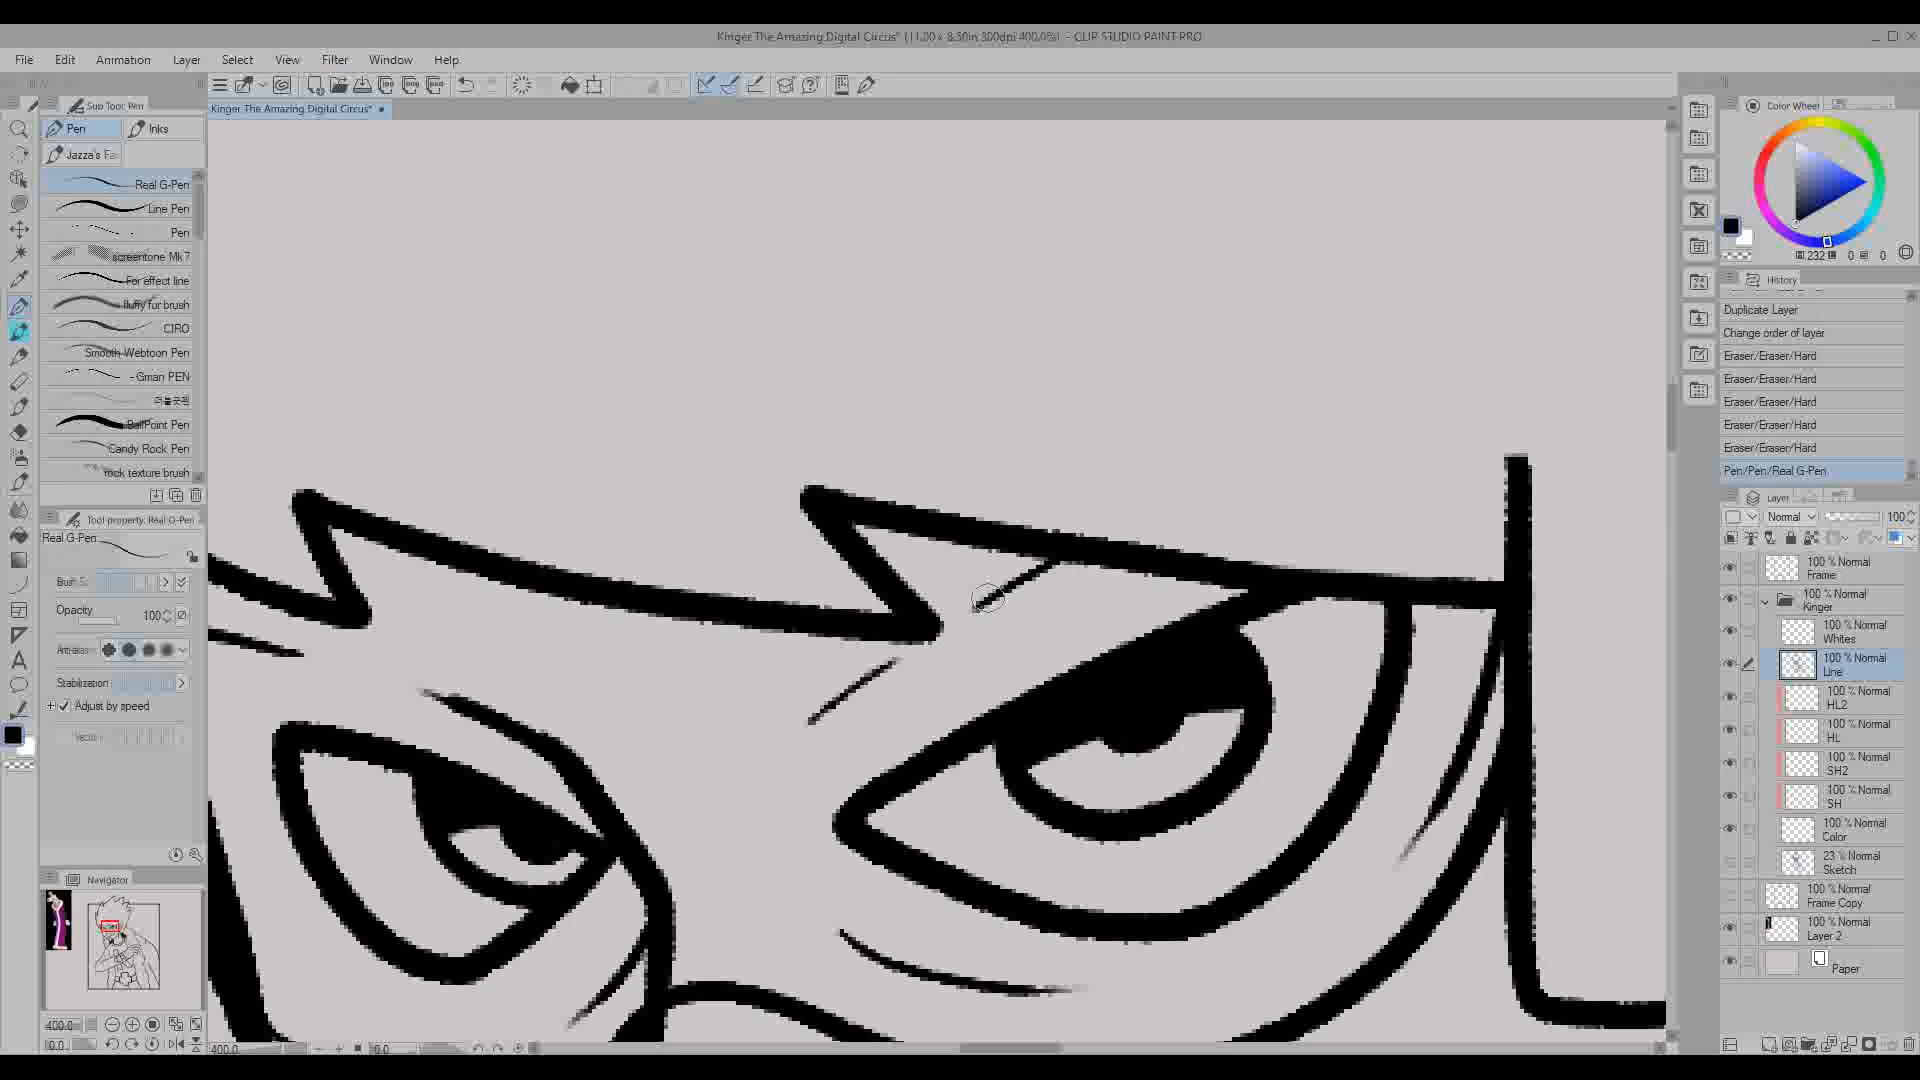 Kinger The Amazing Digital Circus* (11.00 x 8.50in 300dpi 400.0%) - CLIP STUDIO PAINT PRO
File Edit Animation Layer Select View Filter Window Help
Sub Tool: Pen
Kinger The Amazing Digital Circus*
Color Wheel
Pen
Inks
Jazza's Fa
Real G-Pen
Line Pen
Pen
screentone Mk 7
For effect line
fluffy fur brush
CIRO
Smooth Webtoon Pen
Gman PEN
BallPoint Pen
Candy Rock Pen
rock texture brush
Tool property: Real G-Pen
Real G-Pen
Opacity 100
Stabilization
Adjust by speed
Vector
Navigator
400.0
0.0
400.0
0.0
232 0 0
History
Duplicate Layer
Change order of layer
Eraser/Eraser/Hard
Eraser/Eraser/Hard
Eraser/Eraser/Hard
Eraser/Eraser/Hard
Eraser/Eraser/Hard
Pen/Pen/Real G-Pen
Layer
Normal 100
100 % Normal
Frame
100 % Normal
Kinger
100 % Normal
Whites
100 % Normal
Line
100 % Normal
HL2
100 % Normal
HL
100 % Normal
SH2
100 % Normal
SH
100 % Normal
Color
23 % Normal
Sketch
100 % Normal
Frame Copy
100 % Normal
Layer 2
Paper